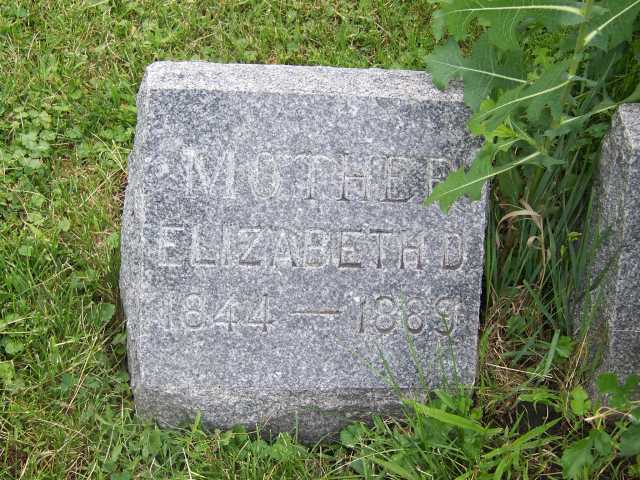 MOTHER
ELIZABETH D
1844 — 1889